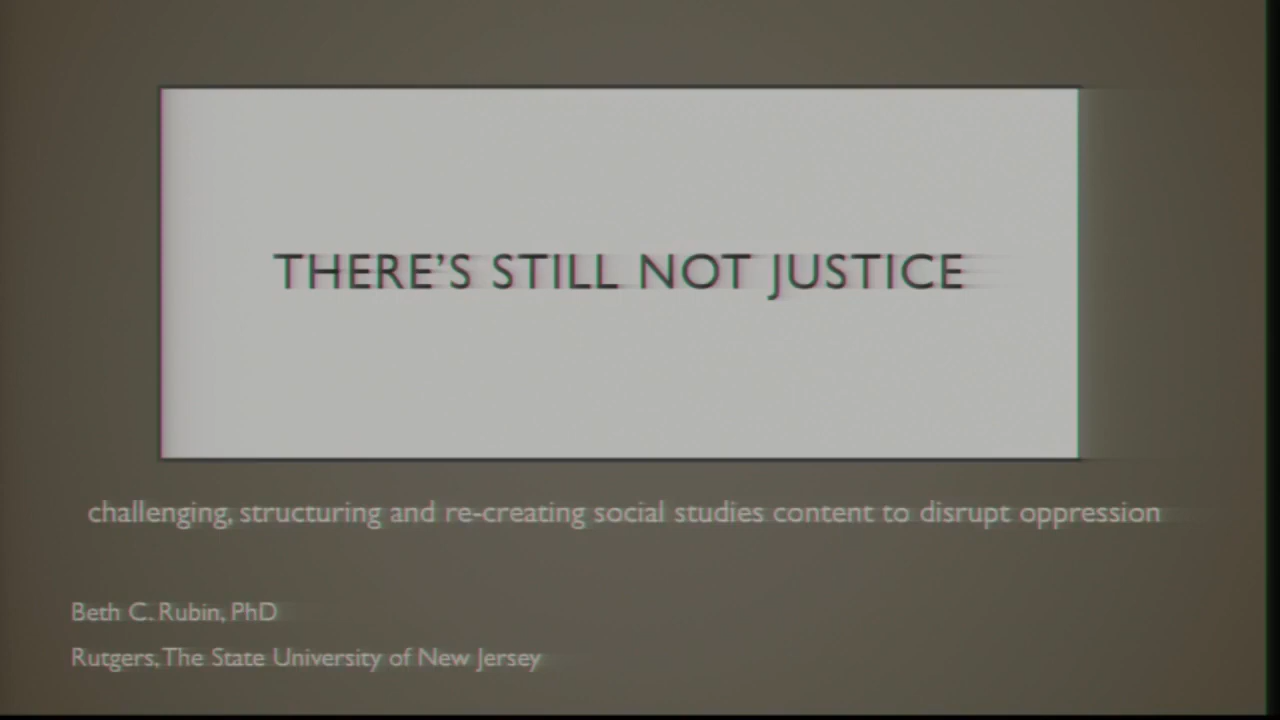 THERE'S STILL NOT JUSTICE
challenging, structuring and re-creating social studies content to disrupt oppression
Beth C. Rubin, PhD
Rutgers, The State University of New Jersey